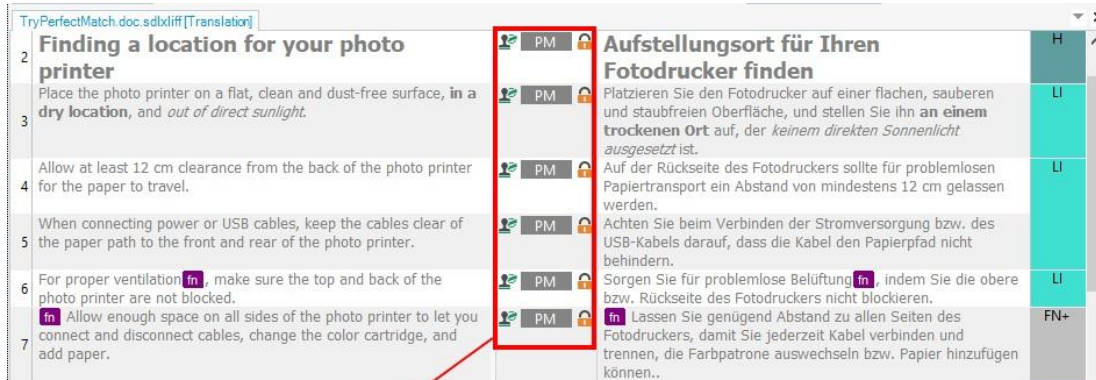 TryPerfectMatch.doc.sdlxliff [Translation]
2 Finding a location for your photo
printer
PM
Aufstellungsort für Ihren
Fotodrucker finden
H
3 Place the photo printer on a flat, clean and dust-free surface, in a
dry location, and out of direct sunlight.
PM
Platzieren Sie den Fotodrucker auf einer flachen, sauberen
und staubfreien Oberfläche, und stellen Sie ihn an einem
trockenen Ort auf, der keinem direkten Sonnenlicht
ausgesetzt ist.
LI
4 Allow at least 12 cm clearance from the back of the photo printer
for the paper to travel.
PM
Auf der Rückseite des Fotodruckers sollte für problemlosen
Papiertransport ein Abstand von mindestens 12 cm gelassen
werden.
LI
5 When connecting power or USB cables, keep the cables clear of
the paper path to the front and rear of the photo printer.
PM
Achten Sie beim Verbinden der Stromversorgung bzw. des
USB-Kabels darauf, dass die Kabel den Papierpfad nicht
behindern.
6 For proper ventilation fn , make sure the top and back of the
photo printer are not blocked.
PM
Sorgen Sie für problemlose Belüftung fn , indem Sie die obere
bzw. Rückseite des Fotodruckers nicht blockieren.
LI
7 fn Allow enough space on all sides of the photo printer to let you
connect and disconnect cables, change the color cartridge, and
add paper.
PM
fn Lassen Sie genügend Abstand zu allen Seiten des
Fotodruckers, damit Sie jederzeit Kabel verbinden und
trennen, die Farbpatrone auswechseln bzw. Papier hinzufügen
können..
FN+